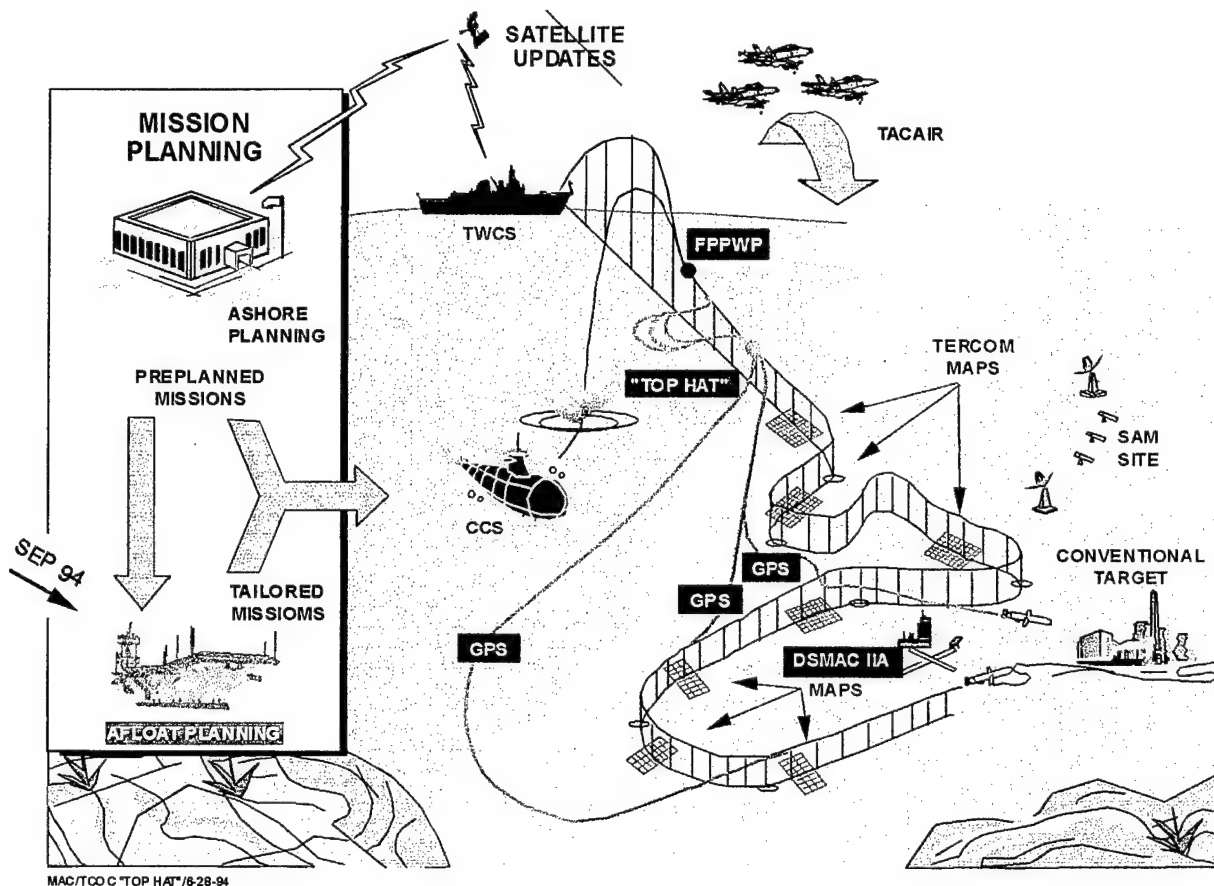 SATELLITE
UPDATES
MISSION
PLANNING
ASHORE
PLANNING
PREPLANNED
MISSIONS
SEP 94
TAILORED
MISSIOMS
AFLOAT PLANNING
TACAIR
TWCS
FPPWP
"TOP HAT"
TERCOM
MAPS
SAM
SITE
CCS
GPS
GPS
GPS
CONVENTIONAL
TARGET
DSMAC IIA
MAPS
MAC/TCOC "TOP HAT"/6-28-94